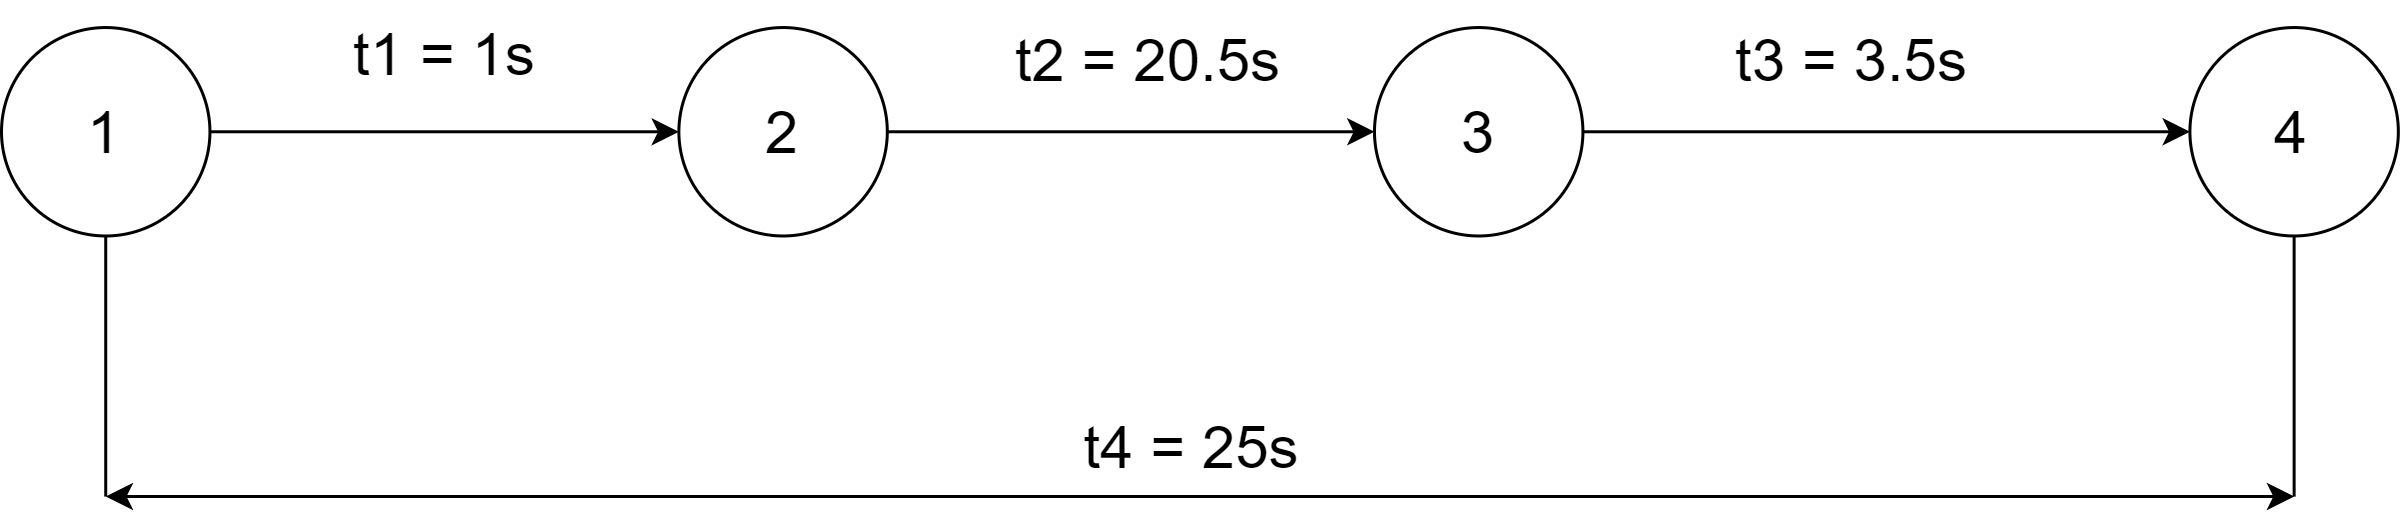 t1 = 1s
t2 = 20.5s
t3 = 3.5s
1
2
3
4
t4 = 25s